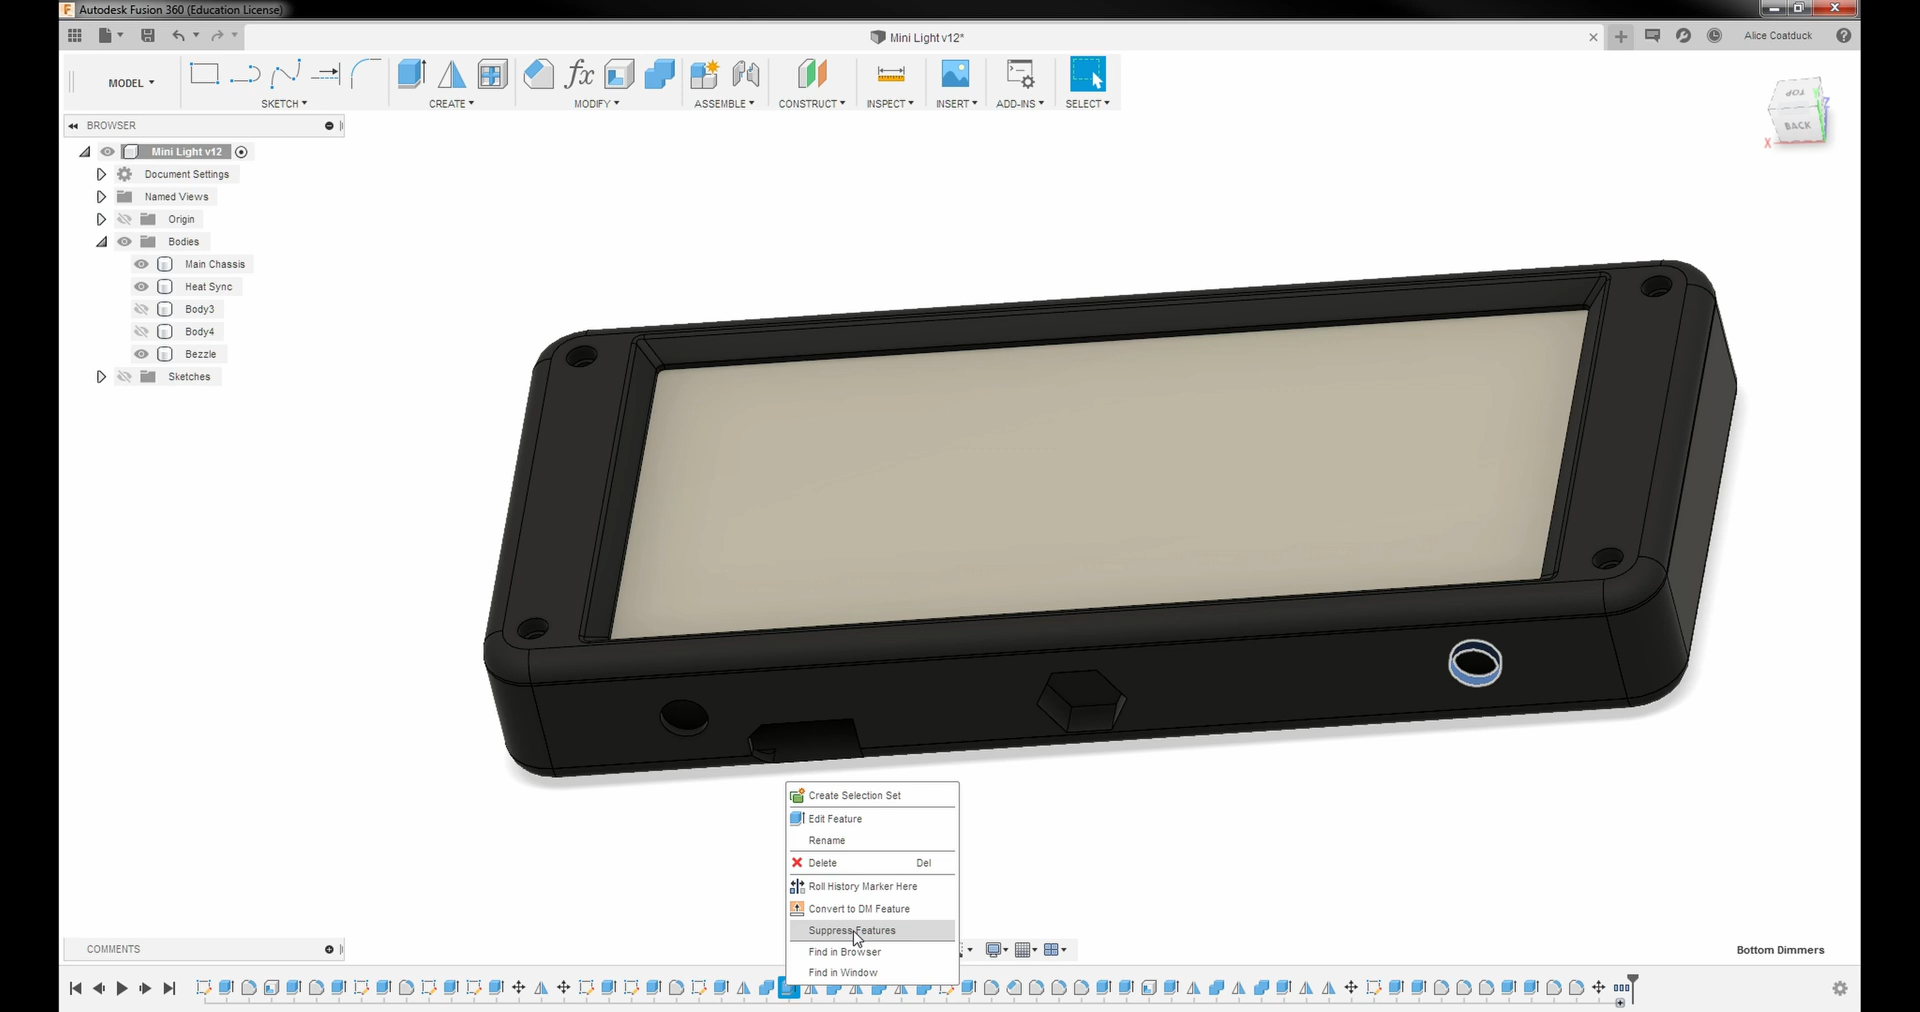 Autodesk Fusion 360 (Education License)
Mini Light v12*
Alice Coatduck
MODEL
SKETCH
CREATE
MODIFY
ASSEMBLE
CONSTRUCT
INSPECT
INSERT
ADD-INS
SELECT
BROWSER
Mini Light v12
Document Settings
Named Views
Origin
Bodies
Main Chassis
Heat Sync
Body3
Body4
Bezzle
Sketches
TOP
BACK
X
Z
Create Selection Set
Edit Feature
Rename
Delete Del
Roll History Marker Here
Convert to DM Feature
Suppress Features
Find in Browser
Find in Window
COMMENTS
Bottom Dimmers